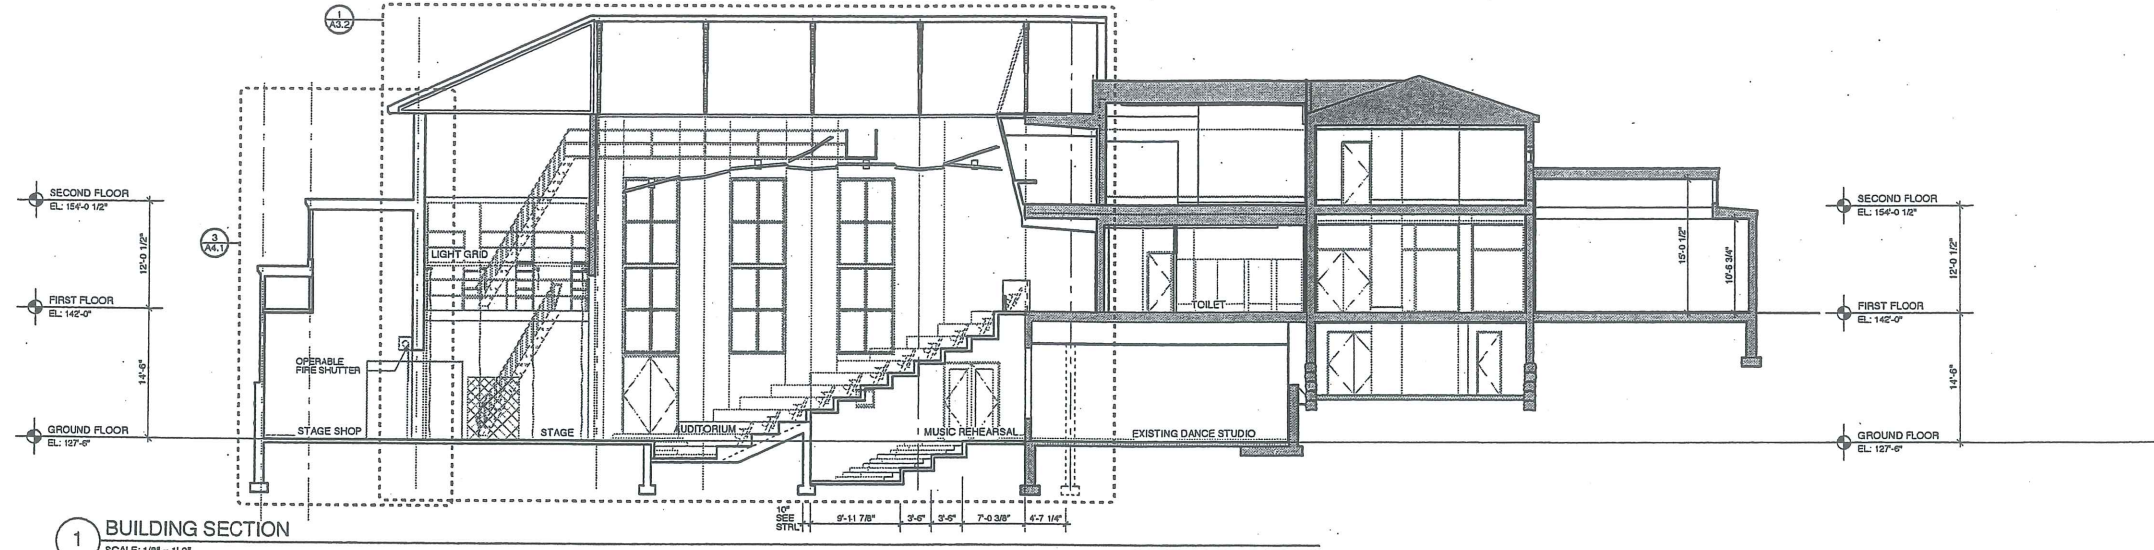 1
A3.2
SECOND FLOOR
EL: 154'-0 1/2"
SECOND FLOOR
EL: 154'-0 1/2"
3
A4.1
12'-0 1/2"
LIGHT GRID
15'-0 1/2"
10'-8 3/4"
12'-0 1/2"
FIRST FLOOR
EL: 142'-0"
TOILET
FIRST FLOOR
EL: 142'-0"
OPERABLE
FIRE SHUTTER
14'-6"
14'-6"
GROUND FLOOR
EL: 127'-6"
STAGE SHOP
STAGE
AUDITORIUM
MUSIC REHEARSAL
EXISTING DANCE STUDIO
GROUND FLOOR
EL: 127'-6"
10"
SEE
STRL
9'-11 7/8"
3'-6"
3'-6"
7'-0 3/8"
4'-7 1/4"
1
BUILDING SECTION